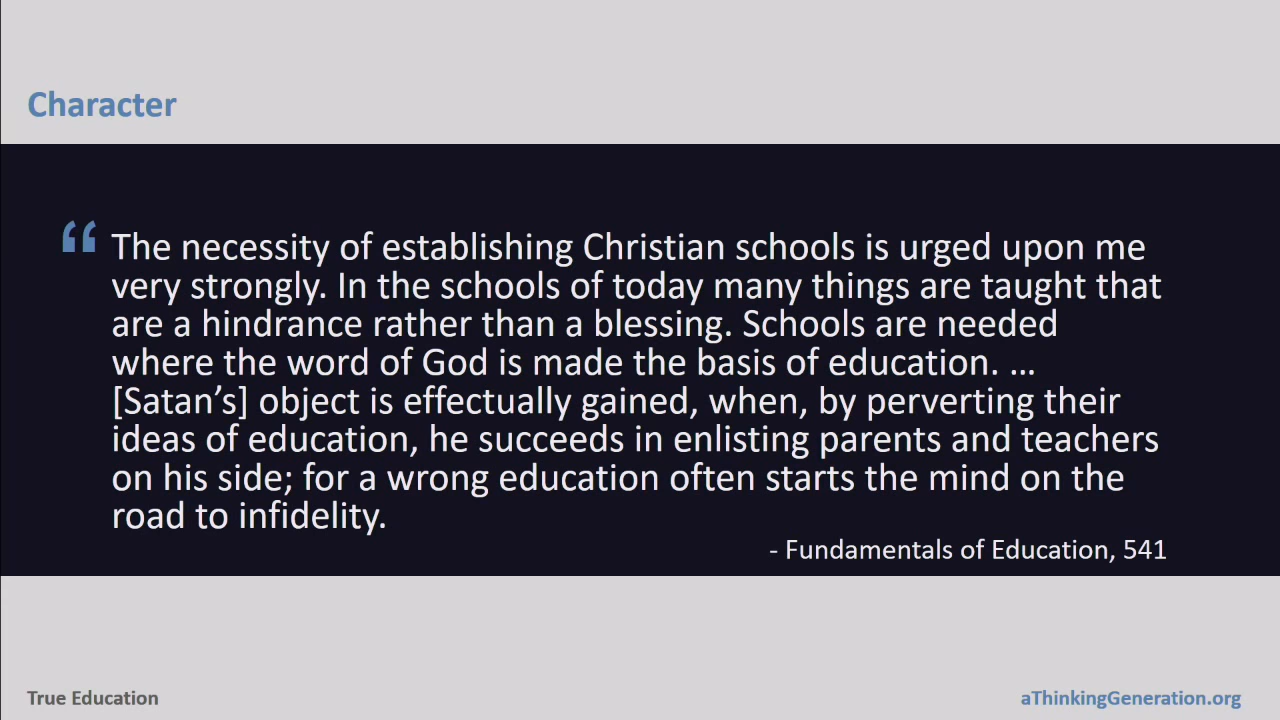 Character
“ The necessity of establishing Christian schools is urged upon me
very strongly. In the schools of today many things are taught that
are a hindrance rather than a blessing. Schools are needed
where the word of God is made the basis of education. …
[Satan’s] object is effectually gained, when, by perverting their
ideas of education, he succeeds in enlisting parents and teachers
on his side; for a wrong education often starts the mind on the
road to infidelity.
- Fundamentals of Education, 541
True Education
aThinkingGeneration.org